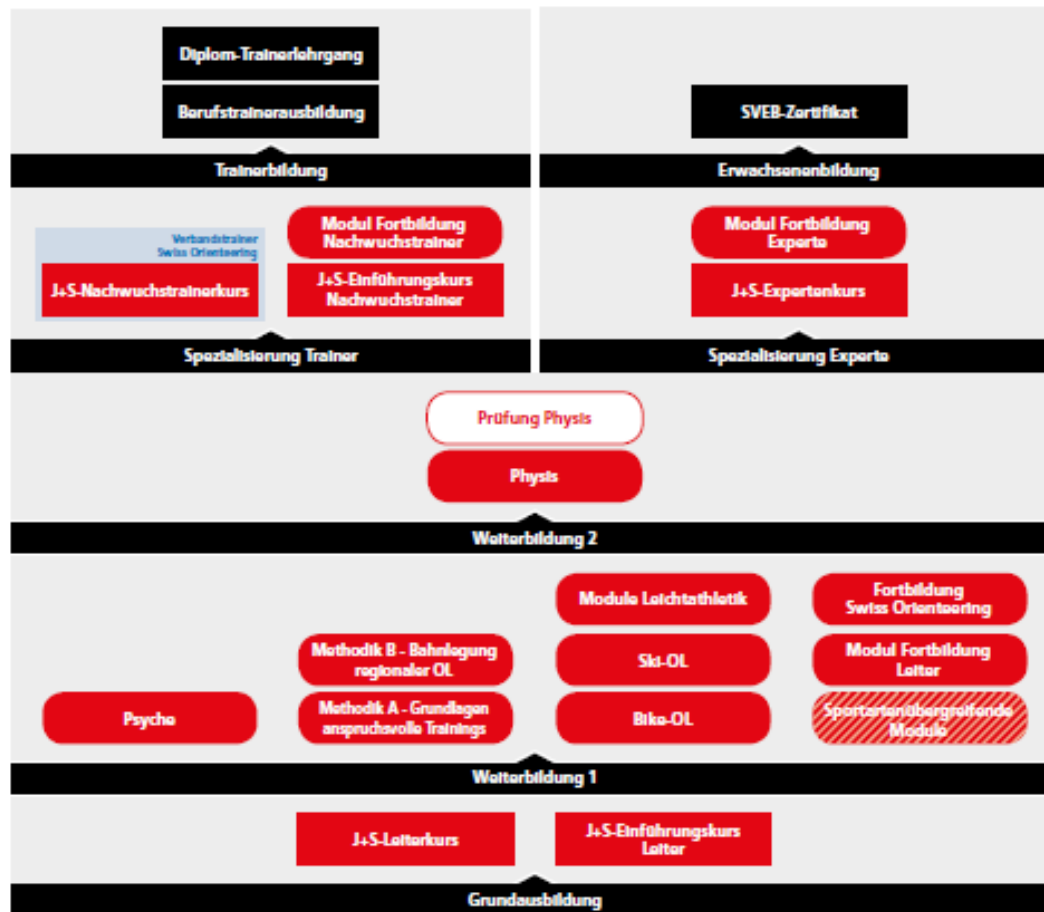 Diplom-Trainerlehrgang
Berufstrainerausbildung
SVEB-Zertifikat
Trainerbildung
Erwachsenenbildung
Verbandstrainer
Swiss Orienteering
J+S-Nachwuchstrainerkurs
Modul Fortbildung
Nachwuchstrainer
J+S-Einführungskurs
Nachwuchstrainer
Modul Fortbildung
Experte
J+S-Expertenkurs
Spezialisierung Trainer
Spezialisierung Experte
Prüfung Physis
Physis
Weiterbildung 2
Psyche
Methodik B - Bahnlegung
regionaler OL
Methodik A - Grundlagen
anspruchsvolle Trainings
Module Leichtathletik
Ski-OL
Bike-OL
Fortbildung
Swiss Orienteering
Modul Fortbildung
Leiter
Sportartenübergreifende
Module
Weiterbildung 1
J+S-Leiterkurs
J+S-Einführungskurs
Leiter
Grundausbildung